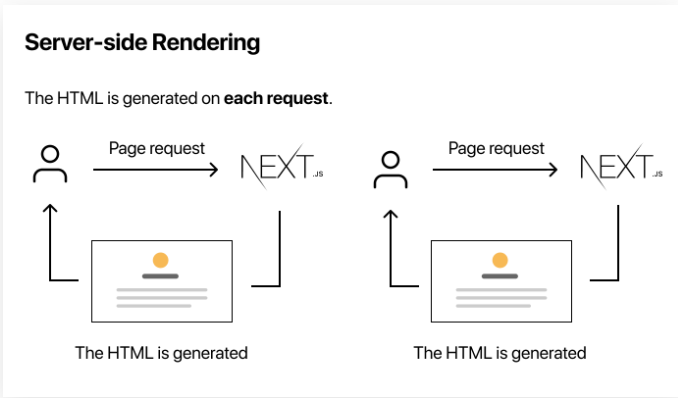 Server-side Rendering
The HTML is generated on each request.
Page request
NEXT.JS
Page request
NEXT.JS
The HTML is generated
The HTML is generated